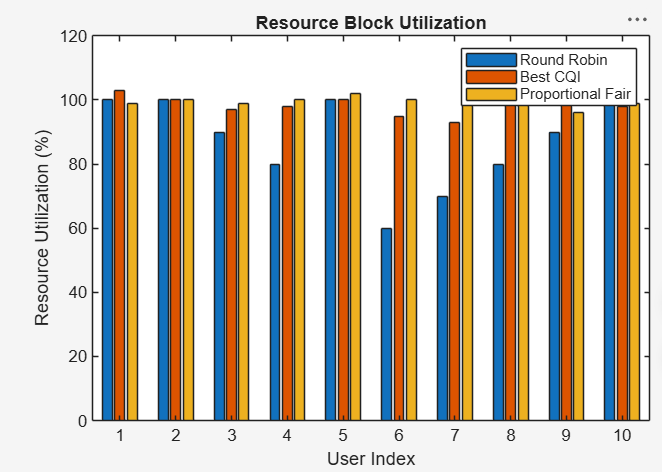 Resource Block Utilization
Round Robin
Best CQI
Proportional Fair
Resource Utilization (%)
120
100
80
60
40
20
0
1 2 3 4 5 6 7 8 9 10
User Index